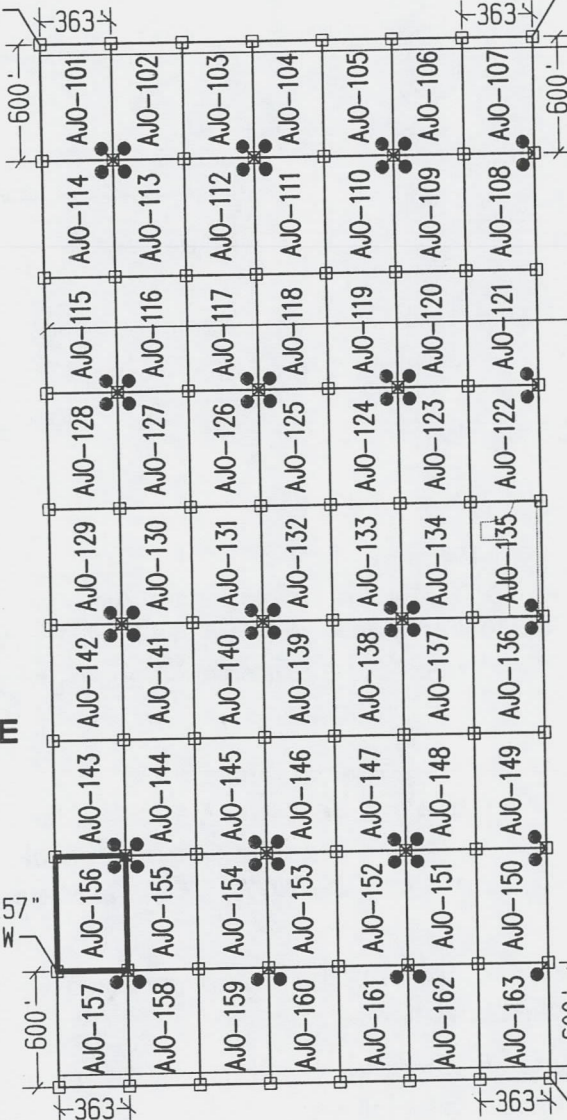 363 363
600' 600'
AJO-101 AJO-102 AJO-103 AJO-104 AJO-105 AJO-106 AJO-107
AJO-114 AJO-113 AJO-112 AJO-111 AJO-110 AJO-109 AJO-108
AJO-115 AJO-116 AJO-117 AJO-118 AJO-119 AJO-120 AJO-121
AJO-128 AJO-127 AJO-126 AJO-125 AJO-124 AJO-123 AJO-122
AJO-129 AJO-130 AJO-131 AJO-132 AJO-133 AJO-134 AJO-135
AJO-142 AJO-141 AJO-140 AJO-139 AJO-138 AJO-137 AJO-136
E
AJO-143 AJO-144 AJO-145 AJO-146 AJO-147 AJO-148 AJO-149
57"
W
AJO-156 AJO-155 AJO-154 AJO-153 AJO-152 AJO-151 AJO-150
600'
AJO-157 AJO-158 AJO-159 AJO-160 AJO-161 AJO-162 AJO-163
363 363